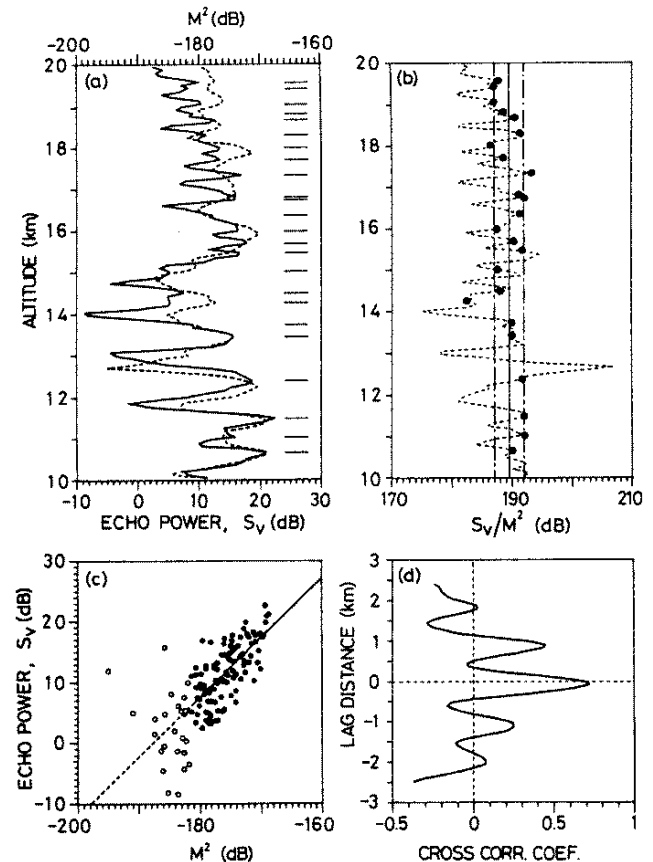 M² (dB)
-200 -180 -160
20
(a)
18
16
14
12
10
ALTITUDE (km)
-10 0 10 20 30
ECHO POWER, Sv (dB)
20
(b)
18
16
14
12
10
170 190 210
Sv/M² (dB)
30
(c)
20
10
0
-10
ECHO POWER, Sv (dB)
-200 -180 -160
M² (dB)
3
(d)
2
1
0
-1
-2
-3
LAG DISTANCE (km)
-0.5 0 0.5 1
CROSS CORR. COEF.